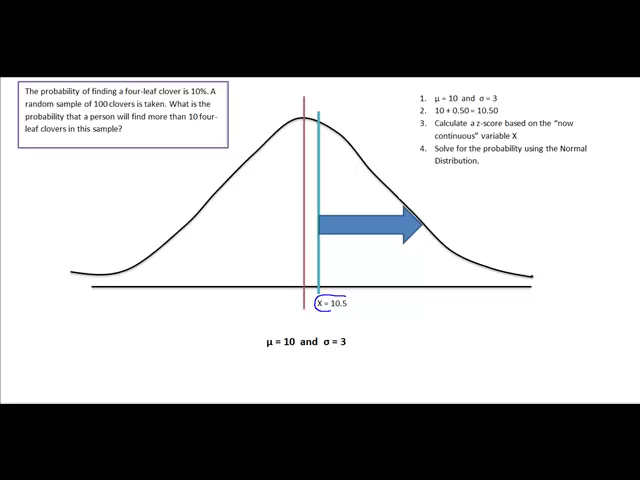 The probability of finding a four-leaf clover is 10%. A
random sample of 100 clovers is taken. What is the
probability that a person will find more than 10 four-
leaf clovers in this sample?
1. μ = 10 and σ = 3
2. 10 + 0.50 = 10.50
3. Calculate a z-score based on the "now
continuous" variable X
4. Solve for the probability using the Normal
Distribution.
X = 10.5
μ = 10 and σ = 3